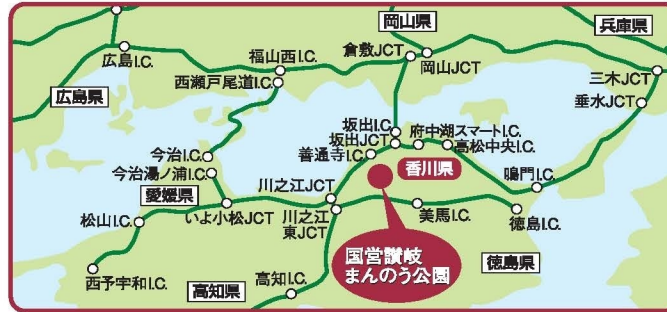 岡山県
兵庫県
広島I.C.
福山西I.C.
倉敷JCT
岡山JCT
西瀬戸尾道I.C.
三木JCT
広島県
垂水JCT
坂出I.C.
坂出JCT
府中湖スマートI.C.
高松中央I.C.
善通寺I.C.
今治I.C.
今治湯ノ浦I.C.
香川県
鳴門I.C.
愛媛県
川之江JCT
松山I.C.
いよ小松JCT
川之江
東JCT
美馬I.C.
徳島I.C.
国営讃岐
まんのう公園
西予宇和I.C.
高知I.C.
高知県
徳島県